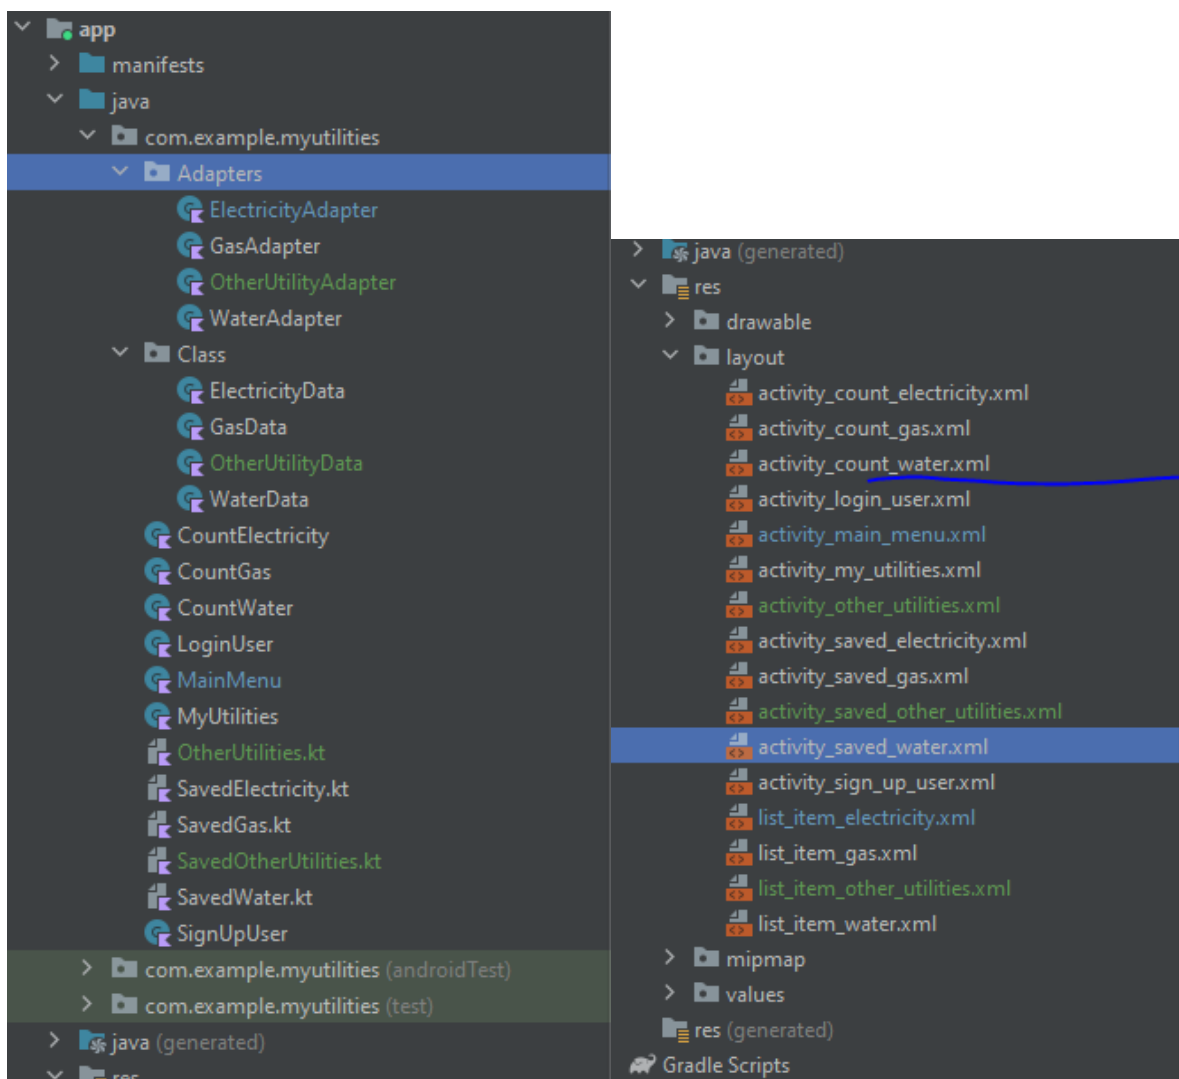 app
manifests
java
com.example.myutilities
Adapters
ElectricityAdapter
GasAdapter
OtherUtilityAdapter
WaterAdapter
Class
ElectricityData
GasData
OtherUtilityData
WaterData
CountElectricity
CountGas
CountWater
LoginUser
MainMenu
MyUtilities
OtherUtilities.kt
SavedElectricity.kt
SavedGas.kt
SavedOtherUtilities.kt
SavedWater.kt
SignUpUser
com.example.myutilities (androidTest)
com.example.myutilities (test)
java (generated)
res
java (generated)
res
drawable
layout
activity_count_electricity.xml
activity_count_gas.xml
activity_count_water.xml
activity_login_user.xml
activity_main_menu.xml
activity_my_utilities.xml
activity_other_utilities.xml
activity_saved_electricity.xml
activity_saved_gas.xml
activity_saved_other_utilities.xml
activity_saved_water.xml
activity_sign_up_user.xml
list_item_electricity.xml
list_item_gas.xml
list_item_other_utilities.xml
list_item_water.xml
mipmap
values
res (generated)
Gradle Scripts